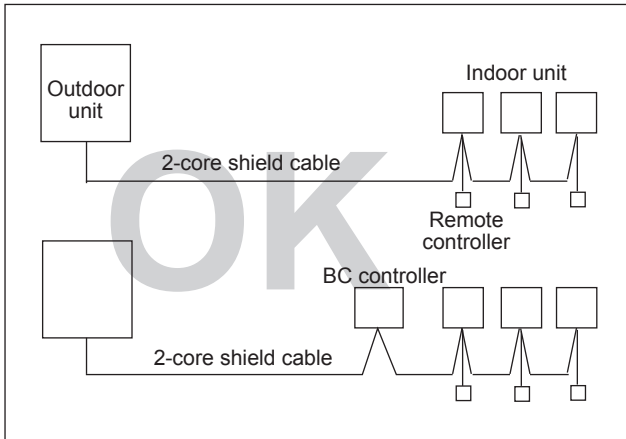 Outdoor
unit
Indoor unit
2-core shield cable
OK
Remote
controller
BC controller
2-core shield cable